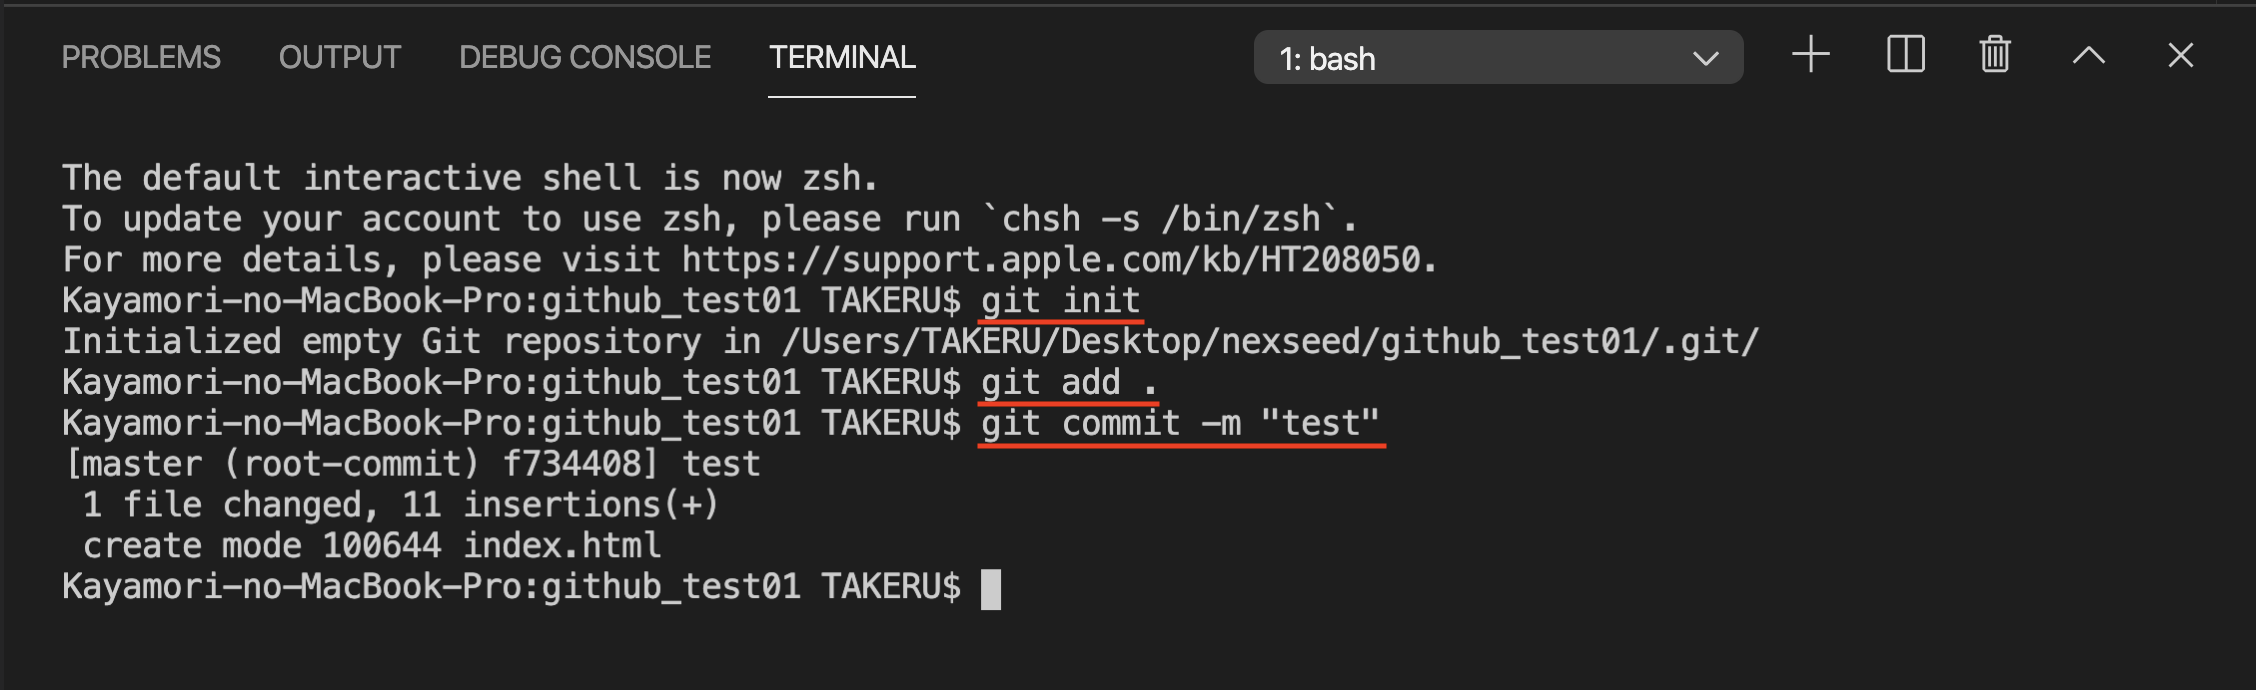 PROBLEMS OUTPUT DEBUG CONSOLE TERMINAL 1: bash
The default interactive shell is now zsh.
To update your account to use zsh, please run `chsh -s /bin/zsh`.
For more details, please visit https://support.apple.com/kb/HT208050.
Kayamori-no-MacBook-Pro:github_test01 TAKERU$ git init
Initialized empty Git repository in /Users/TAKERU/Desktop/nexseed/github_test01/.git/
Kayamori-no-MacBook-Pro:github_test01 TAKERU$ git add .
Kayamori-no-MacBook-Pro:github_test01 TAKERU$ git commit -m "test"
[master (root-commit) f734408] test
 1 file changed, 11 insertions(+)
 create mode 100644 index.html
Kayamori-no-MacBook-Pro:github_test01 TAKERU$